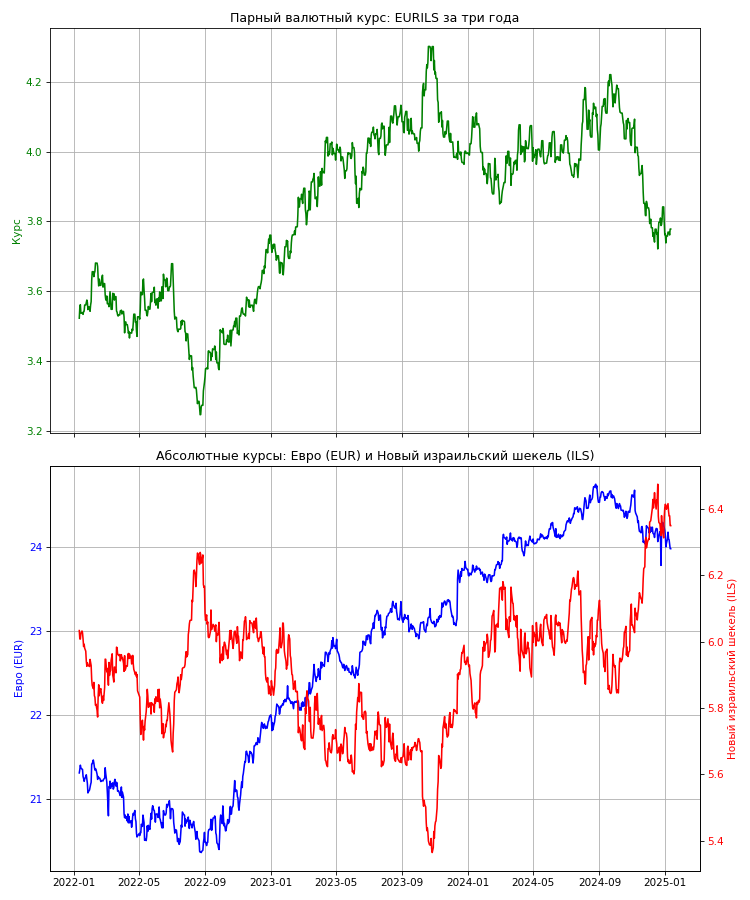 Парный валютный курс: EURILS за три года
4.2
4.0
3.8
3.6
3.4
3.2
Курс
Абсолютные курсы: Евро (EUR) и Новый израильский шекель (ILS)
24
23
22
21
Евро (EUR)
6.4
6.2
6.0
5.8
5.6
5.4
Новый израильский шекель (ILS)
2022-01 2022-05 2022-09 2023-01 2023-05 2023-09 2024-01 2024-05 2024-09 2025-01